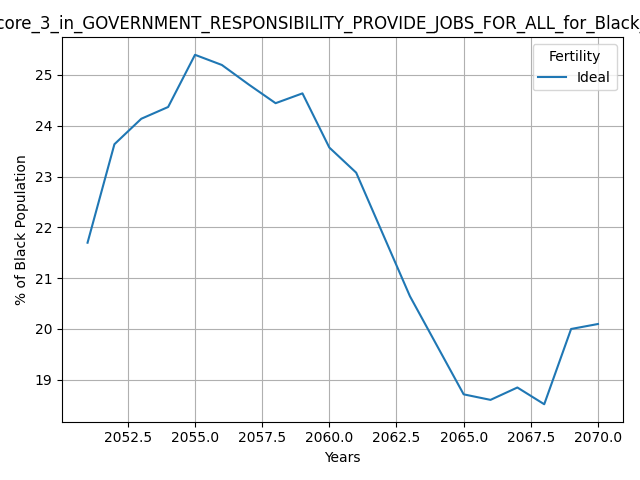 core_3_in_GOVERNMENT_RESPONSIBILITY_PROVIDE_JOBS_FOR_ALL_for_Black_
Fertility
Ideal
25
24
23
22
21
20
19
% of Black Population
2052.5 2055.0 2057.5 2060.0 2062.5 2065.0 2067.5 2070.0
Years